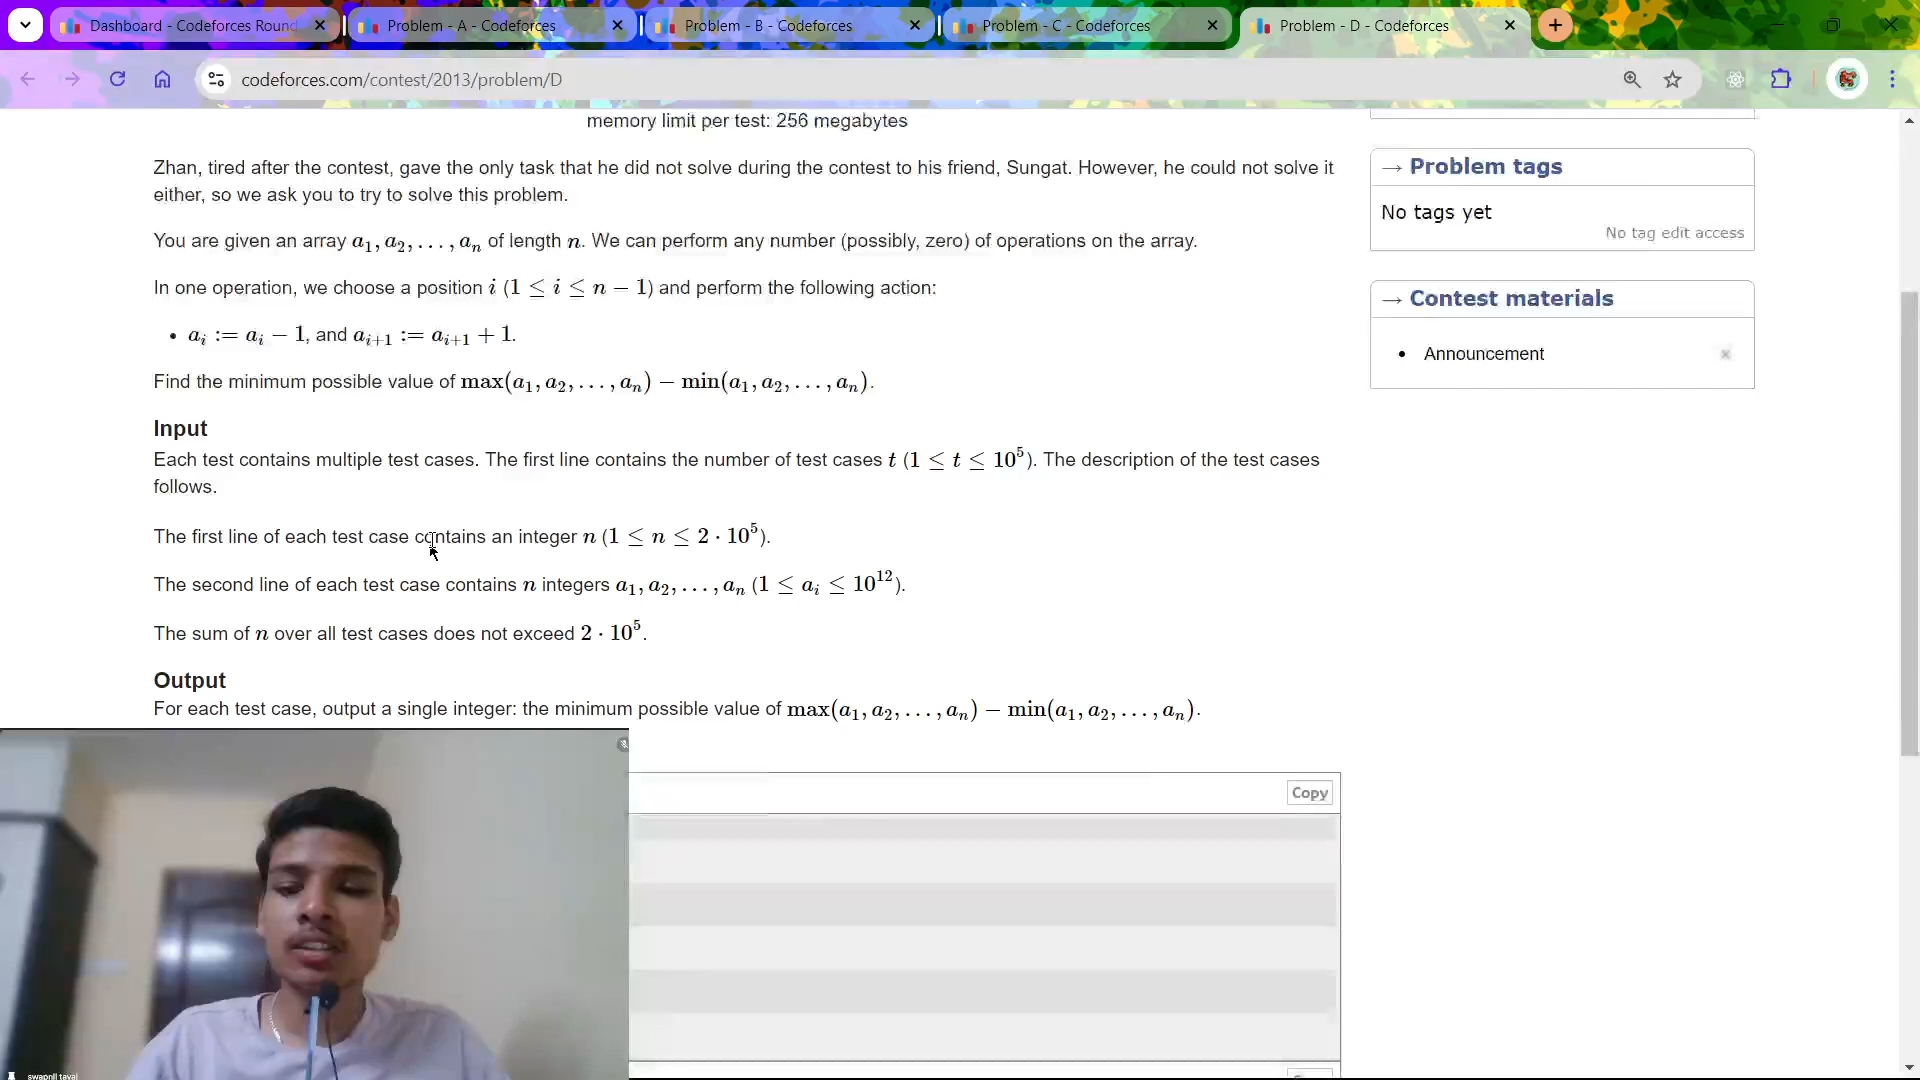 Dashboard - Codeforces Round
Problem - A - Codeforces
Problem - B - Codeforces
Problem - C - Codeforces
Problem - D - Codeforces
codeforces.com/contest/2013/problem/D
memory limit per test: 256 megabytes
Zhan, tired after the contest, gave the only task that he did not solve during the contest to his friend, Sungat. However, he could not solve it
either, so we ask you to try to solve this problem.
You are given an array a₁, a₂, . . . , aₙ of length n. We can perform any number (possibly, zero) of operations on the array.
In one operation, we choose a position i (1 ≤ i ≤ n − 1) and perform the following action:
• aᵢ := aᵢ − 1, and aᵢ₊₁ := aᵢ₊₁ + 1.
Find the minimum possible value of max(a₁, a₂, . . . , aₙ) − min(a₁, a₂, . . . , aₙ).
Input
Each test contains multiple test cases. The first line contains the number of test cases t (1 ≤ t ≤ 10⁵). The description of the test cases
follows.
The first line of each test case contains an integer n (1 ≤ n ≤ 2 · 10⁵).
The second line of each test case contains n integers a₁, a₂, . . . , aₙ (1 ≤ aᵢ ≤ 10¹²).
The sum of n over all test cases does not exceed 2 · 10⁵.
Output
For each test case, output a single integer: the minimum possible value of max(a₁, a₂, . . . , aₙ) − min(a₁, a₂, . . . , aₙ).
Copy
→ Problem tags
No tags yet
No tag edit access
→ Contest materials
• Announcement